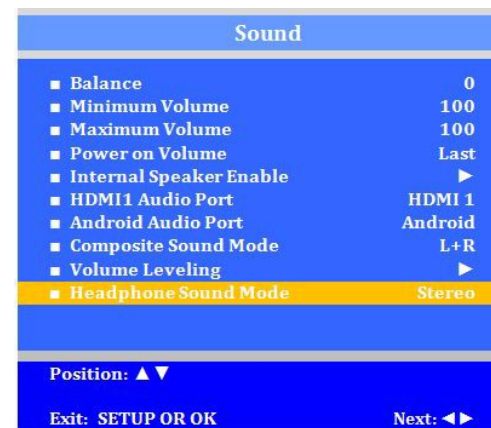 Sound
■ Balance 0
■ Minimum Volume 100
■ Maximum Volume 100
■ Power on Volume Last
■ Internal Speaker Enable ►
■ HDMI1 Audio Port HDMI 1
■ Android Audio Port Android
■ Composite Sound Mode L+R
■ Volume Leveling ►
■ Headphone Sound Mode Stereo
Position: ▲▼
Exit: SETUP OR OK Next: ◄►